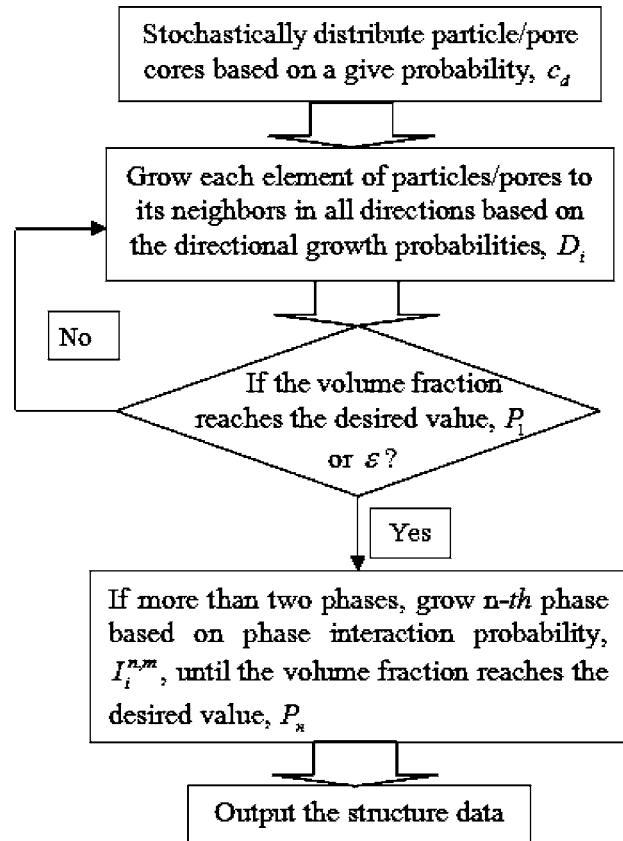 Stochastically distribute particle/pore
cores based on a give probability, c_d
Grow each element of particles/pores to
its neighbors in all directions based on
the directional growth probabilities, D_i
No
If the volume fraction
reaches the desired value, P_1
or ε?
Yes
If more than two phases, grow n-th phase
based on phase interaction probability,
I_i^{n,m}, until the volume fraction reaches the
desired value, P_n
Output the structure data